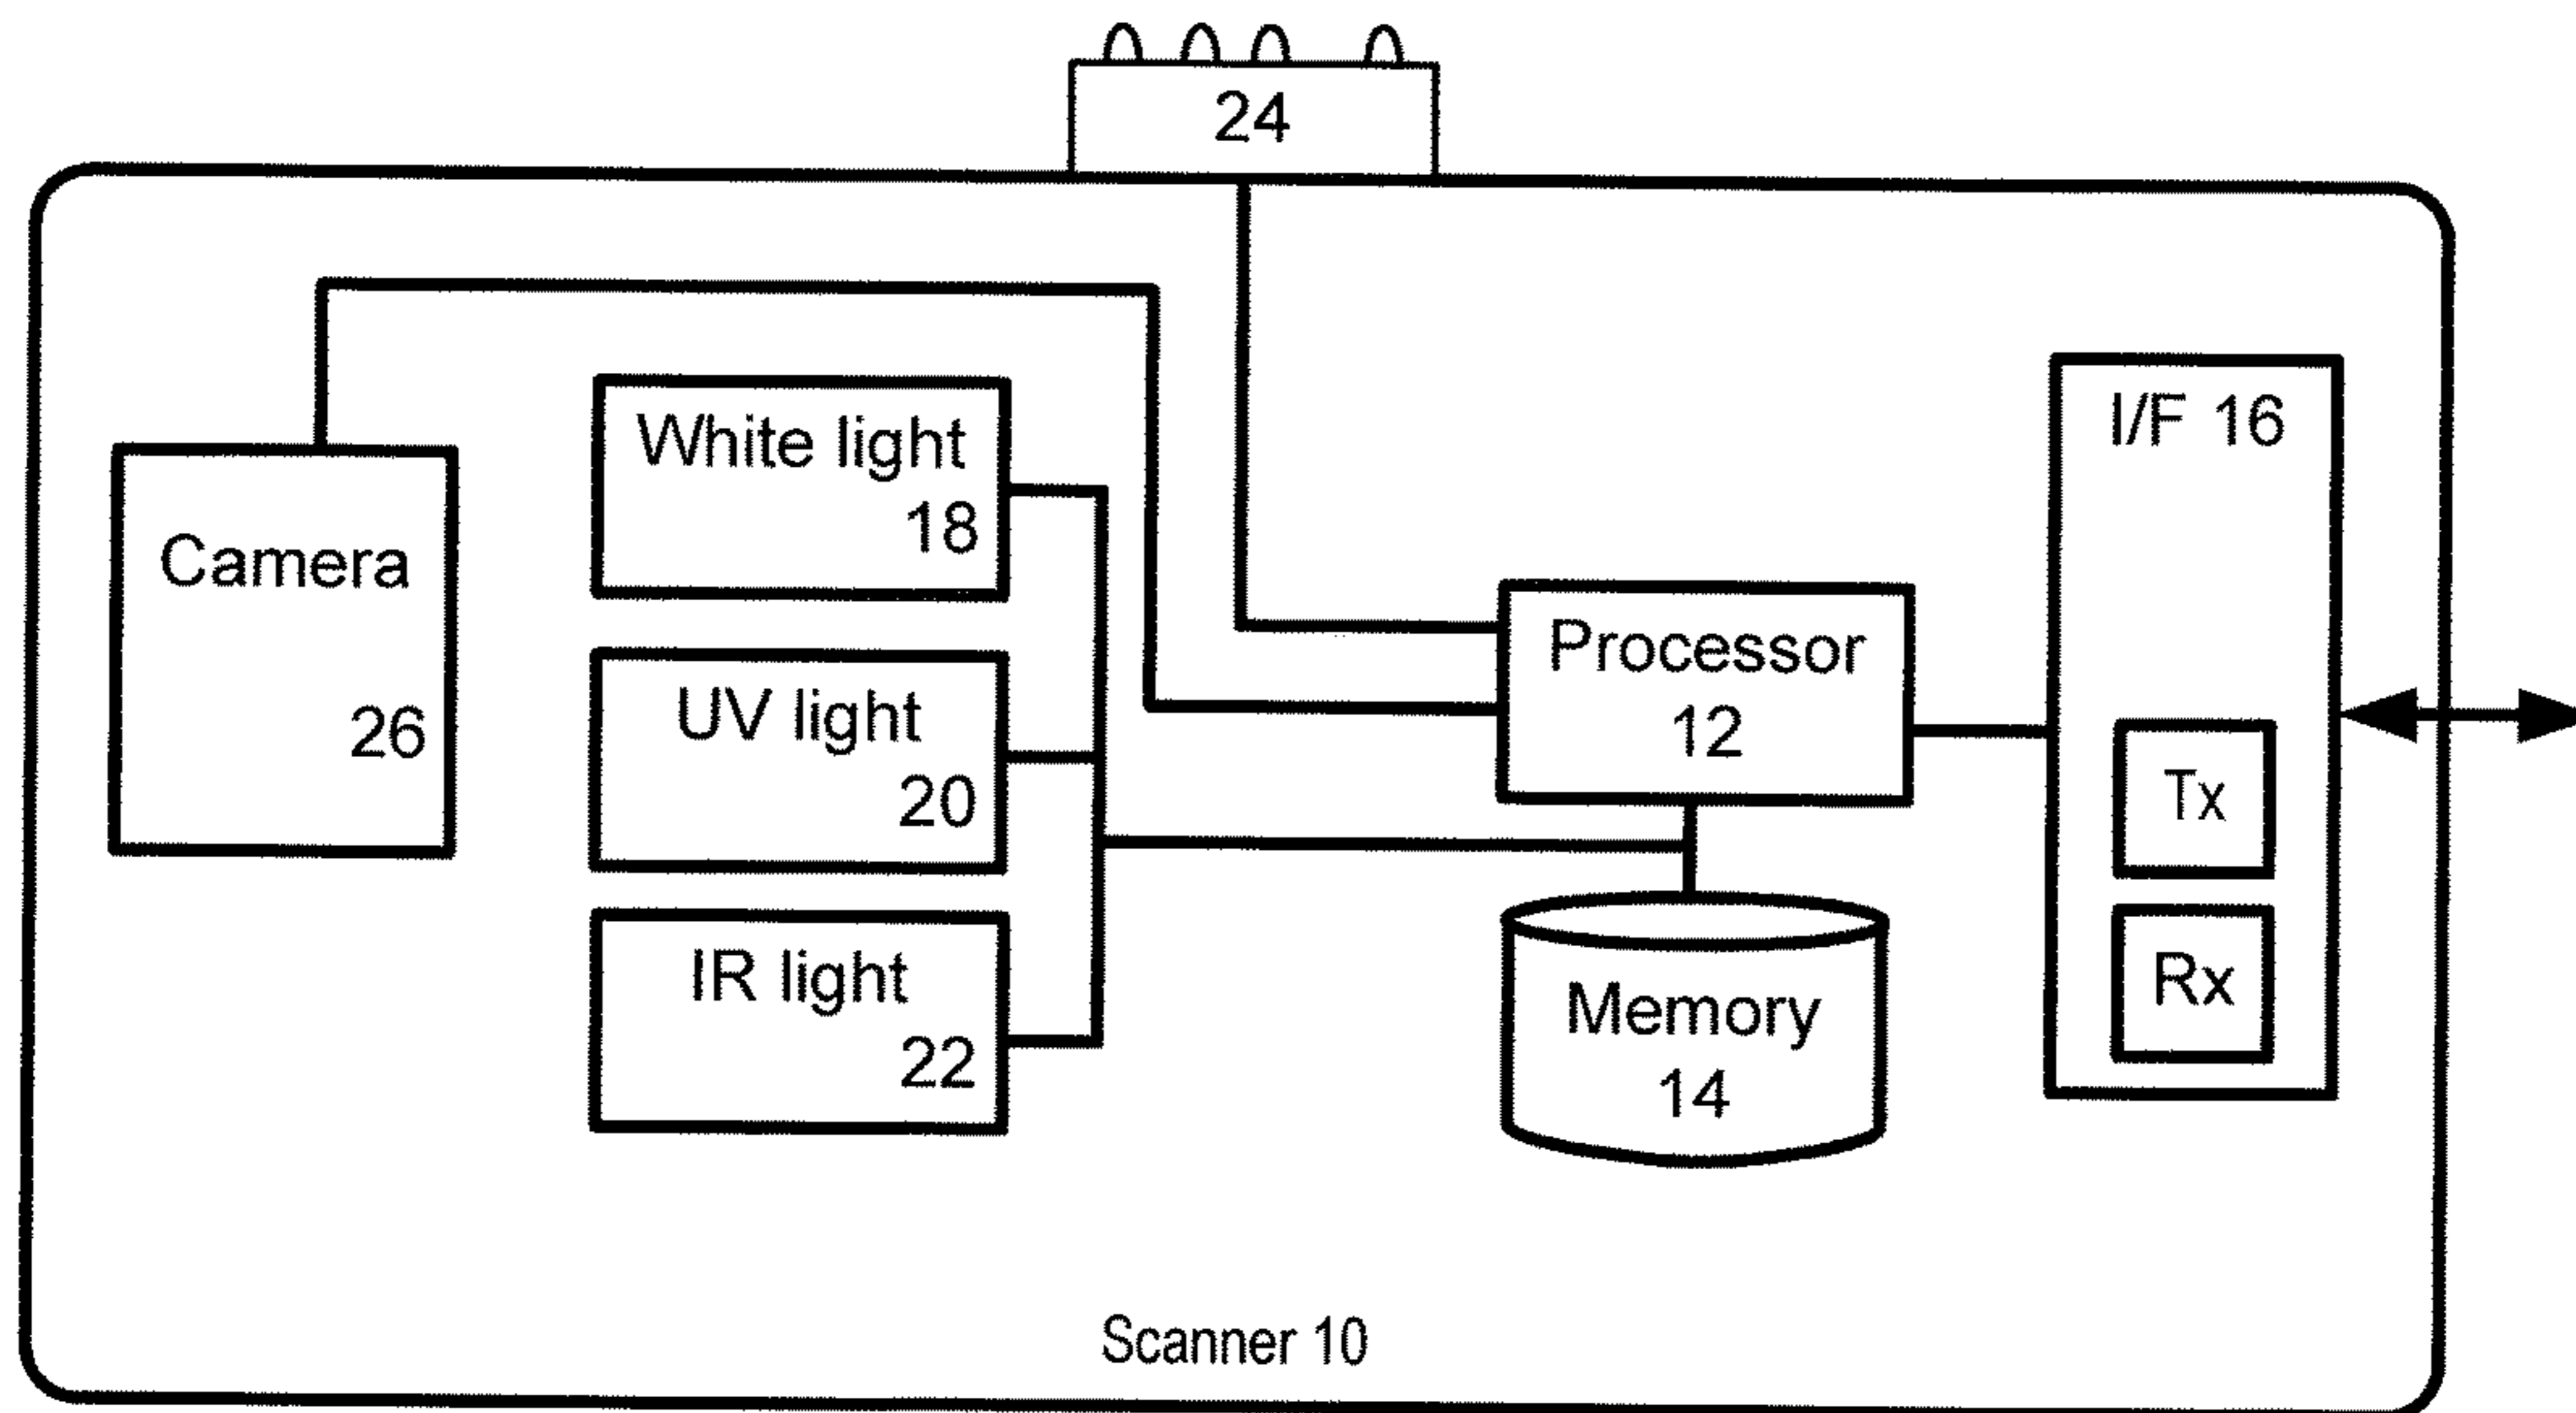 24
White light
18
Camera
26
UV light
20
IR light
22
Processor
12
Memory
14
I/F 16
Tx
Rx
Scanner 10